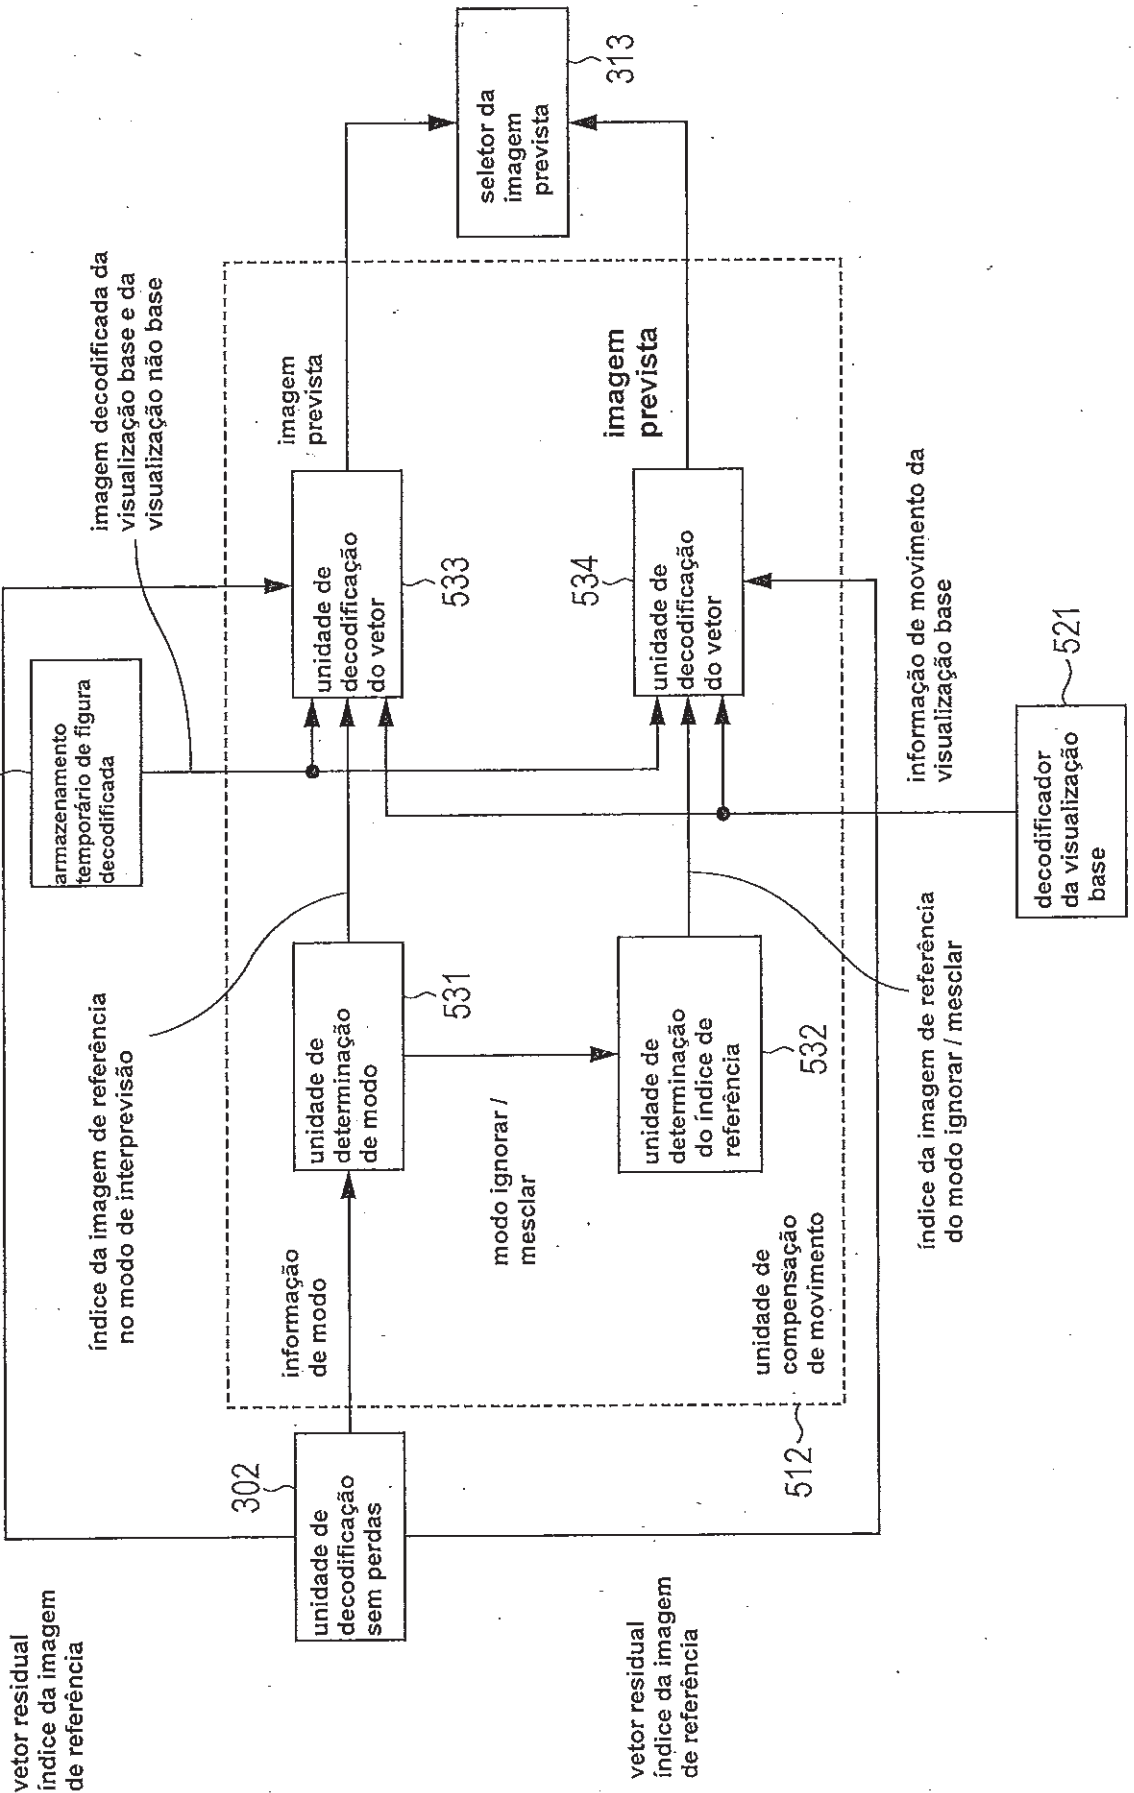 vetor residual
índice da imagem
de referência
302
unidade de
decodificação
sem perdas
vetor residual
índice da imagem
de referência
índice da imagem de referência
no modo de interprevisão
informação
de modo
unidade de
determinação
de modo
531
modo ignorar /
mesclar
unidade de
determinação
do índice de
referência
532
unidade de
compensação
de movimento
512
índice da imagem de referência
do modo ignorar / mesclar
armazenamento
temporário de figura
decodificada
imagem decodificada da
visualização base e da
visualização não base
unidade de
decodificação
do vetor
533
imagem
prevista
534
unidade de
decodificação
do vetor
imagem
prevista
informação de movimento da
visualização base
decodificador
da visualização
base
521
seletor da
imagem
prevista
313